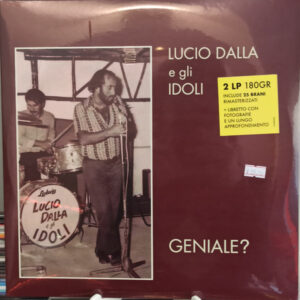 LUCIO DALLA
e gli
IDOLI
2 LP 180GR
INCLUDE 25 BRANI
RIMASTERIZZATI
+ LIBRETTO CON
FOTOGRAFIE
E UN LUNGO
APPROFONDIMENTO
Ludwig
LUCIO
DALLA
e gli
IDOLI
GENIALE?